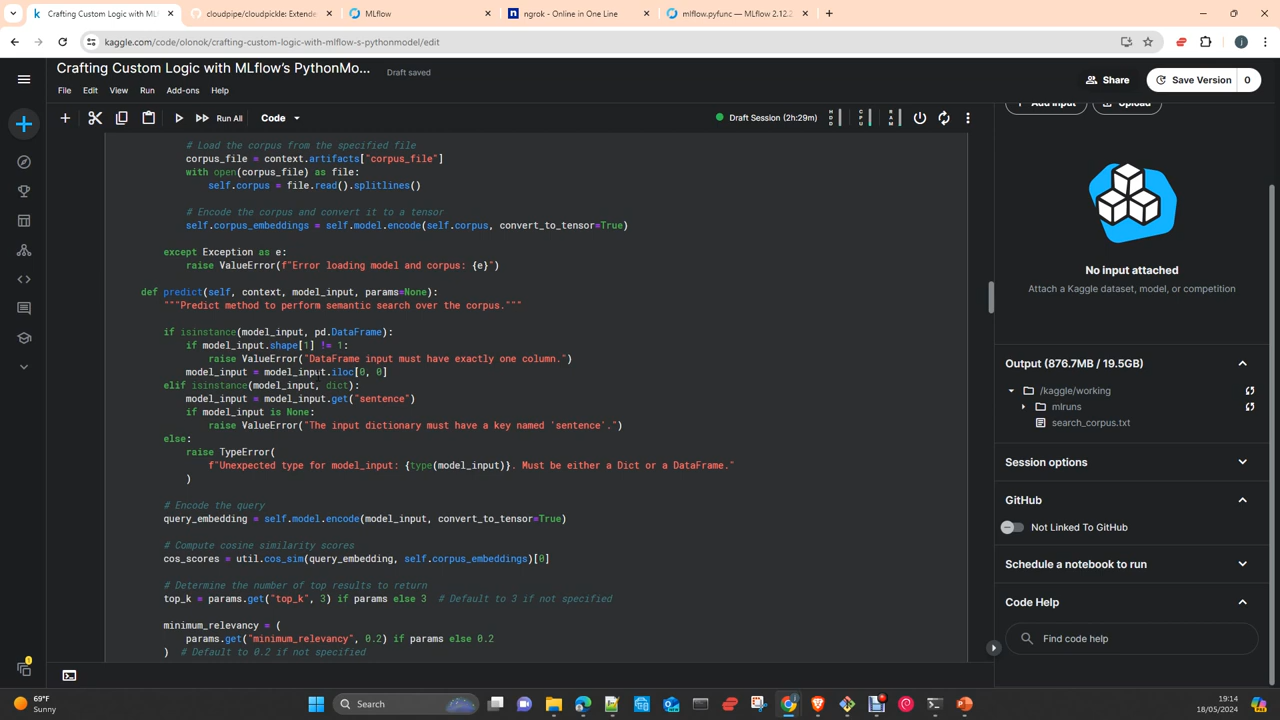 Crafting Custom Logic with ML
cloudpipe/cloudpickle: Extende
MLflow
ngrok - Online in One Line
mlflow.pyfunc — MLflow 2.12.2
kaggle.com/code/olonok/crafting-custom-logic-with-mlflow-s-pythonmodel/edit
Crafting Custom Logic with MLflow's PythonMo...
Draft saved
Share
Save Version
0
File
Edit
View
Run
Add-ons
Help
Run All
Code
Draft Session (2h:29m)
HDD
CPU
RAM
# Load the corpus from the specified file
corpus_file = context.artifacts["corpus_file"]
with open(corpus_file) as file:
self.corpus = file.read().splitlines()
# Encode the corpus and convert it to a tensor
self.corpus_embeddings = self.model.encode(self.corpus, convert_to_tensor=True)
except Exception as e:
raise ValueError(f"Error loading model and corpus: {e}")
def predict(self, context, model_input, params=None):
"""Predict method to perform semantic search over the corpus."""
if isinstance(model_input, pd.DataFrame):
if model_input.shape[1] != 1:
raise ValueError("DataFrame input must have exactly one column.")
model_input = model_input.iloc[0, 0]
elif isinstance(model_input, dict):
model_input = model_input.get("sentence")
if model_input is None:
raise ValueError("The input dictionary must have a key named 'sentence'.")
else:
raise TypeError(
f"Unexpected type for model_input: {type(model_input)}. Must be either a Dict or a DataFrame."
)
# Encode the query
query_embedding = self.model.encode(model_input, convert_to_tensor=True)
# Compute cosine similarity scores
cos_scores = util.cos_sim(query_embedding, self.corpus_embeddings)[0]
# Determine the number of top results to return
top_k = params.get("top_k", 3) if params else 3  # Default to 3 if not specified
minimum_relevancy = (
params.get("minimum_relevancy", 0.2) if params else 0.2
)  # Default to 0.2 if not specified
Add Input
Upload
No input attached
Attach a Kaggle dataset, model, or competition
Output (876.7MB / 19.5GB)
/kaggle/working
mlruns
search_corpus.txt
Session options
GitHub
Not Linked To GitHub
Schedule a notebook to run
Code Help
Find code help
1
69°F
Sunny
Search
19:14
18/05/2024